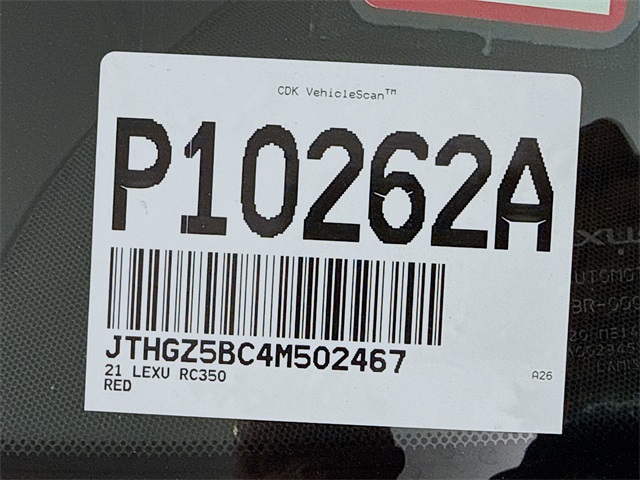 CDK VehicleScan™
P10262A
JTHGZ5BC4M502467
21 LEXU RC350
RED
A26